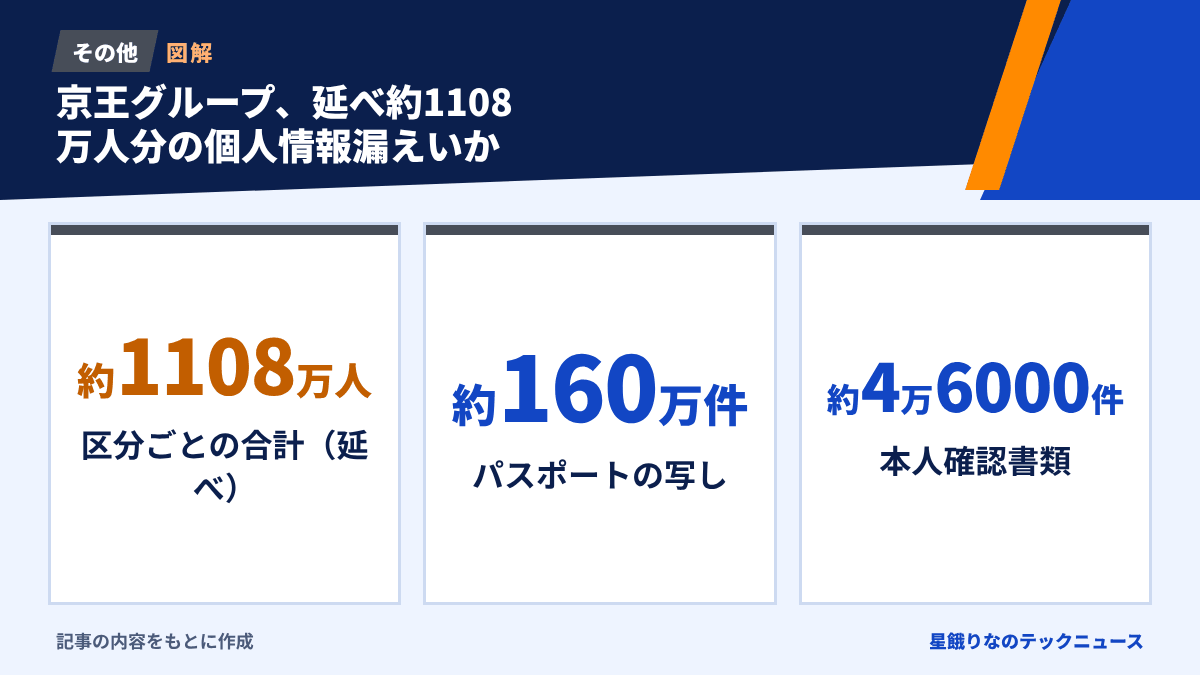 その他 図解
京王グループ、延べ約1108
万人分の個人情報漏えいか
約1108万人
区分ごとの合計（延
べ）
約160万件
パスポートの写し
約4万6000件
本人確認書類
記事の内容をもとに作成
星餓りなのテックニュース